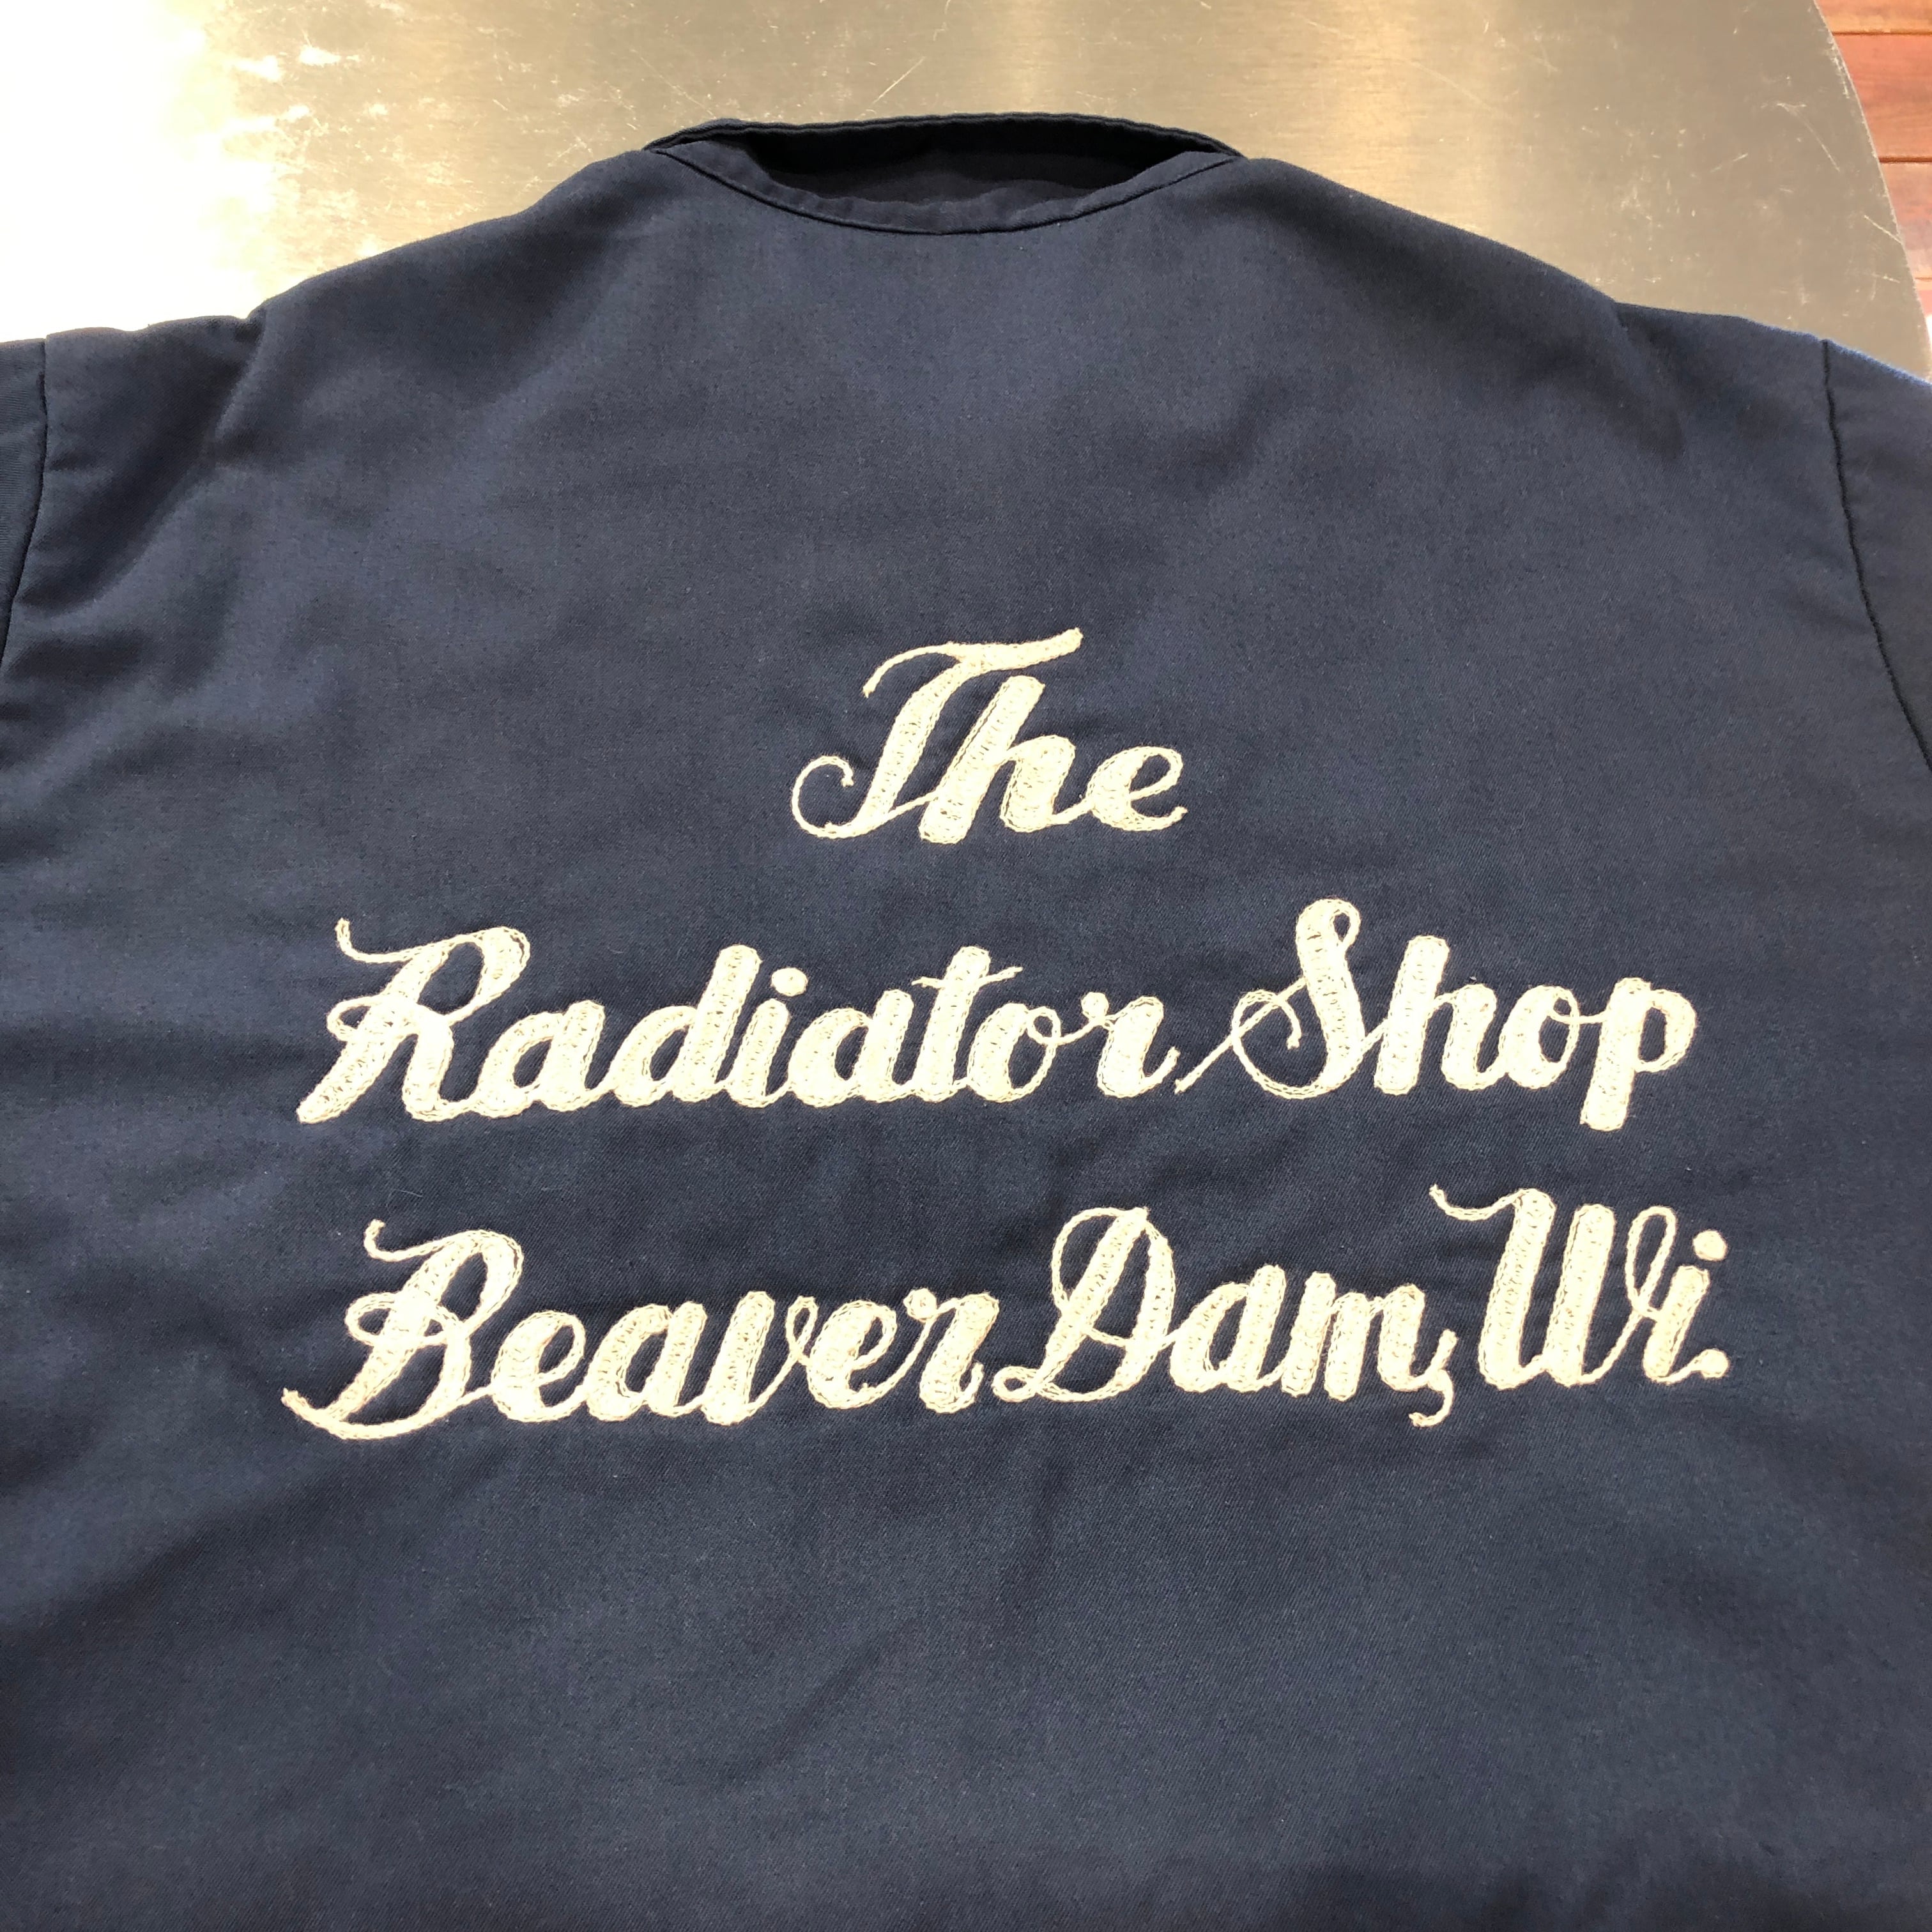 The
Radiator Shop
Beaver Dam, Wi.